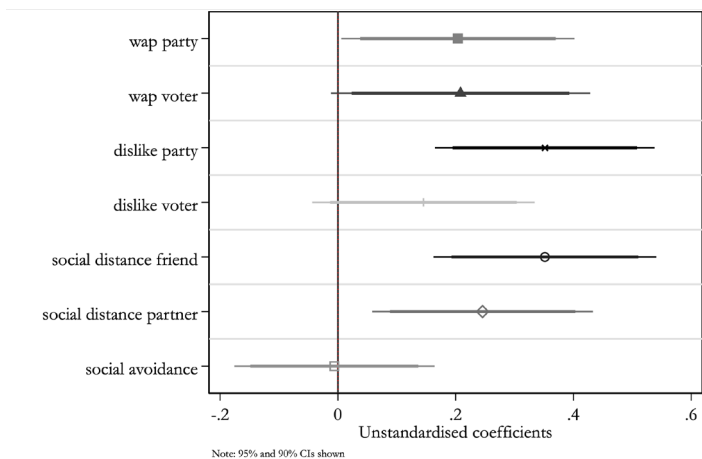 wap party
wap voter
dislike party
dislike voter
social distance friend
social distance partner
social avoidance
-.2 0 .2 .4 .6
Unstandardised coefficients
Note: 95% and 90% CIs shown